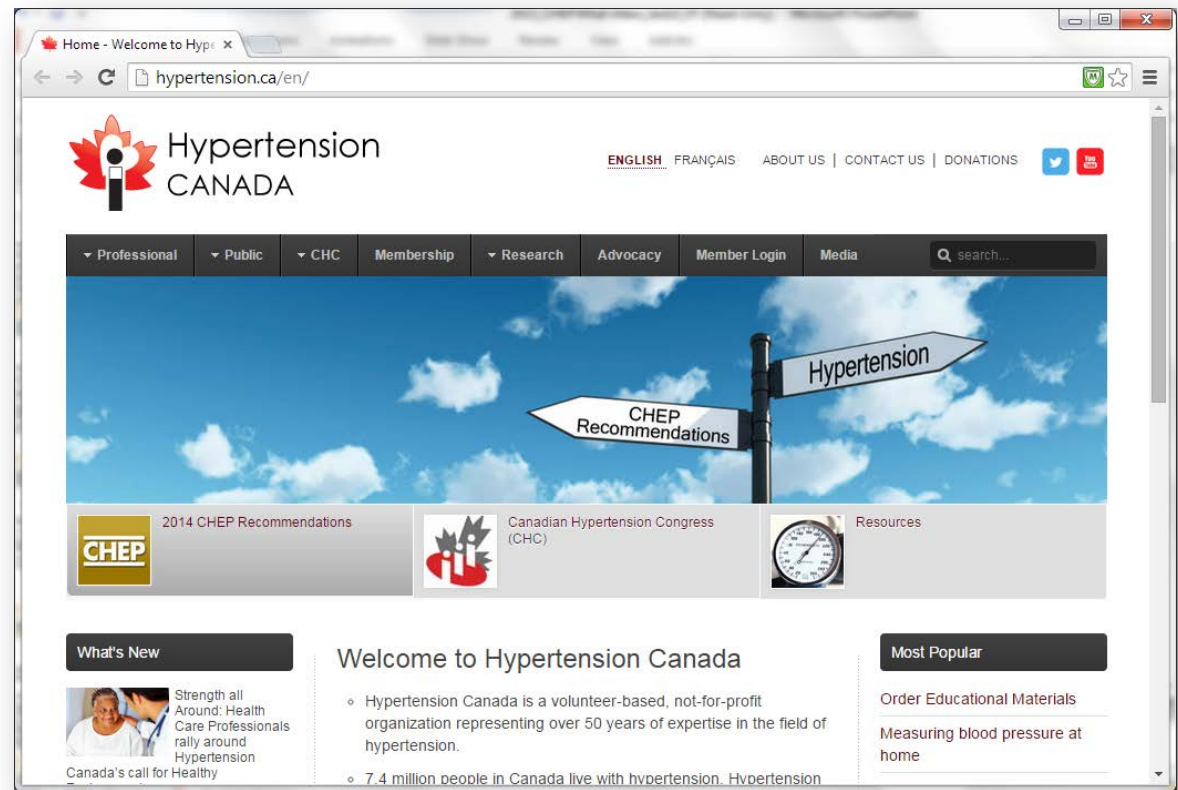 Home - Welcome to Hype
hypertension.ca/en/
Hypertension
CANADA
ENGLISH FRANÇAIS ABOUT US | CONTACT US | DONATIONS
You
Tube
Professional Public CHC Membership Research Advocacy Member Login Media search...
Hypertension
CHEP
Recommendations
CHEP
2014 CHEP Recommendations
Canadian Hypertension Congress
(CHC)
Resources
What's New
Strength all
Around: Health
Care Professionals
rally around
Hypertension
Canada's call for Healthy
Welcome to Hypertension Canada
◦ Hypertension Canada is a volunteer-based, not-for-profit
organization representing over 50 years of expertise in the field of
hypertension.
◦ 7.4 million people in Canada live with hypertension. Hypertension
Most Popular
Order Educational Materials
Measuring blood pressure at
home